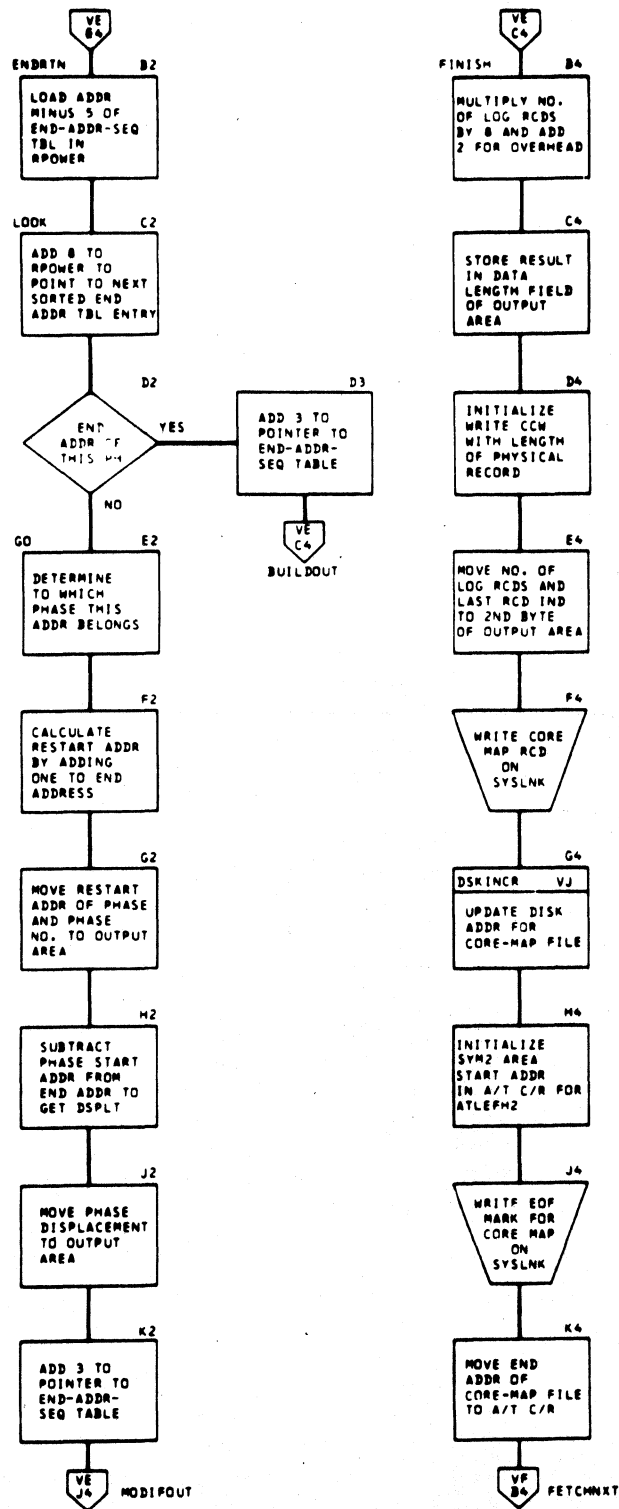 VE
G4
ENDRTN B2
LOAD ADDR
MINUS 5 OF
END-ADDR-SEQ
TBL IN
RPOWER
LOOK C2
ADD 8 TO
RPOWER TO
POINT TO NEXT
SORTED END
ADDR TBL ENTRY
D2
END
ADDR OF
THIS PH
YES
NO
D3
ADD 3 TO
POINTER TO
END-ADDR-
SEQ TABLE
VE
C4
BUILDOUT
GO E2
DETERMINE
TO WHICH
PHASE THIS
ADDR BELONGS
F2
CALCULATE
RESTART ADDR
BY ADDING
ONE TO END
ADDRESS
G2
MOVE RESTART
ADDR OF PHASE
AND PHASE
NO. TO OUTPUT
AREA
H2
SUBTRACT
PHASE START
ADDR FROM
END ADDR TO
GET DSPLT
J2
MOVE PHASE
DISPLACEMENT
TO OUTPUT
AREA
K2
ADD 3 TO
POINTER TO
END-ADDR-
SEQ TABLE
VE
J4
MODIFOUT
VE
C4
FINISH B4
MULTIPLY NO.
OF LOG RCDS
BY 8 AND ADD
2 FOR OVERHEAD
C4
STORE RESULT
IN DATA
LENGTH FIELD
OF OUTPUT
AREA
D4
INITIALIZE
WRITE CCW
WITH LENGTH
OF PHYSICAL
RECORD
E4
MOVE NO. OF
LOG RCDS AND
LAST RCD IND
TO 2ND BYTE
OF OUTPUT AREA
F4
WRITE CORE
MAP RCD
ON
SYSLNK
G4
DSKINCR VJ
UPDATE DISK
ADDR FOR
CORE-MAP FILE
H4
INITIALIZE
SYM2 AREA
START ADDR
IN A/T C/R FOR
ATLEFH2
J4
WRITE EOF
MARK FOR
CORE MAP
ON
SYSLNK
K4
MOVE END
ADDR OF
CORE-MAP FILE
TO A/T C/R
VF
B4
FETCHNXT